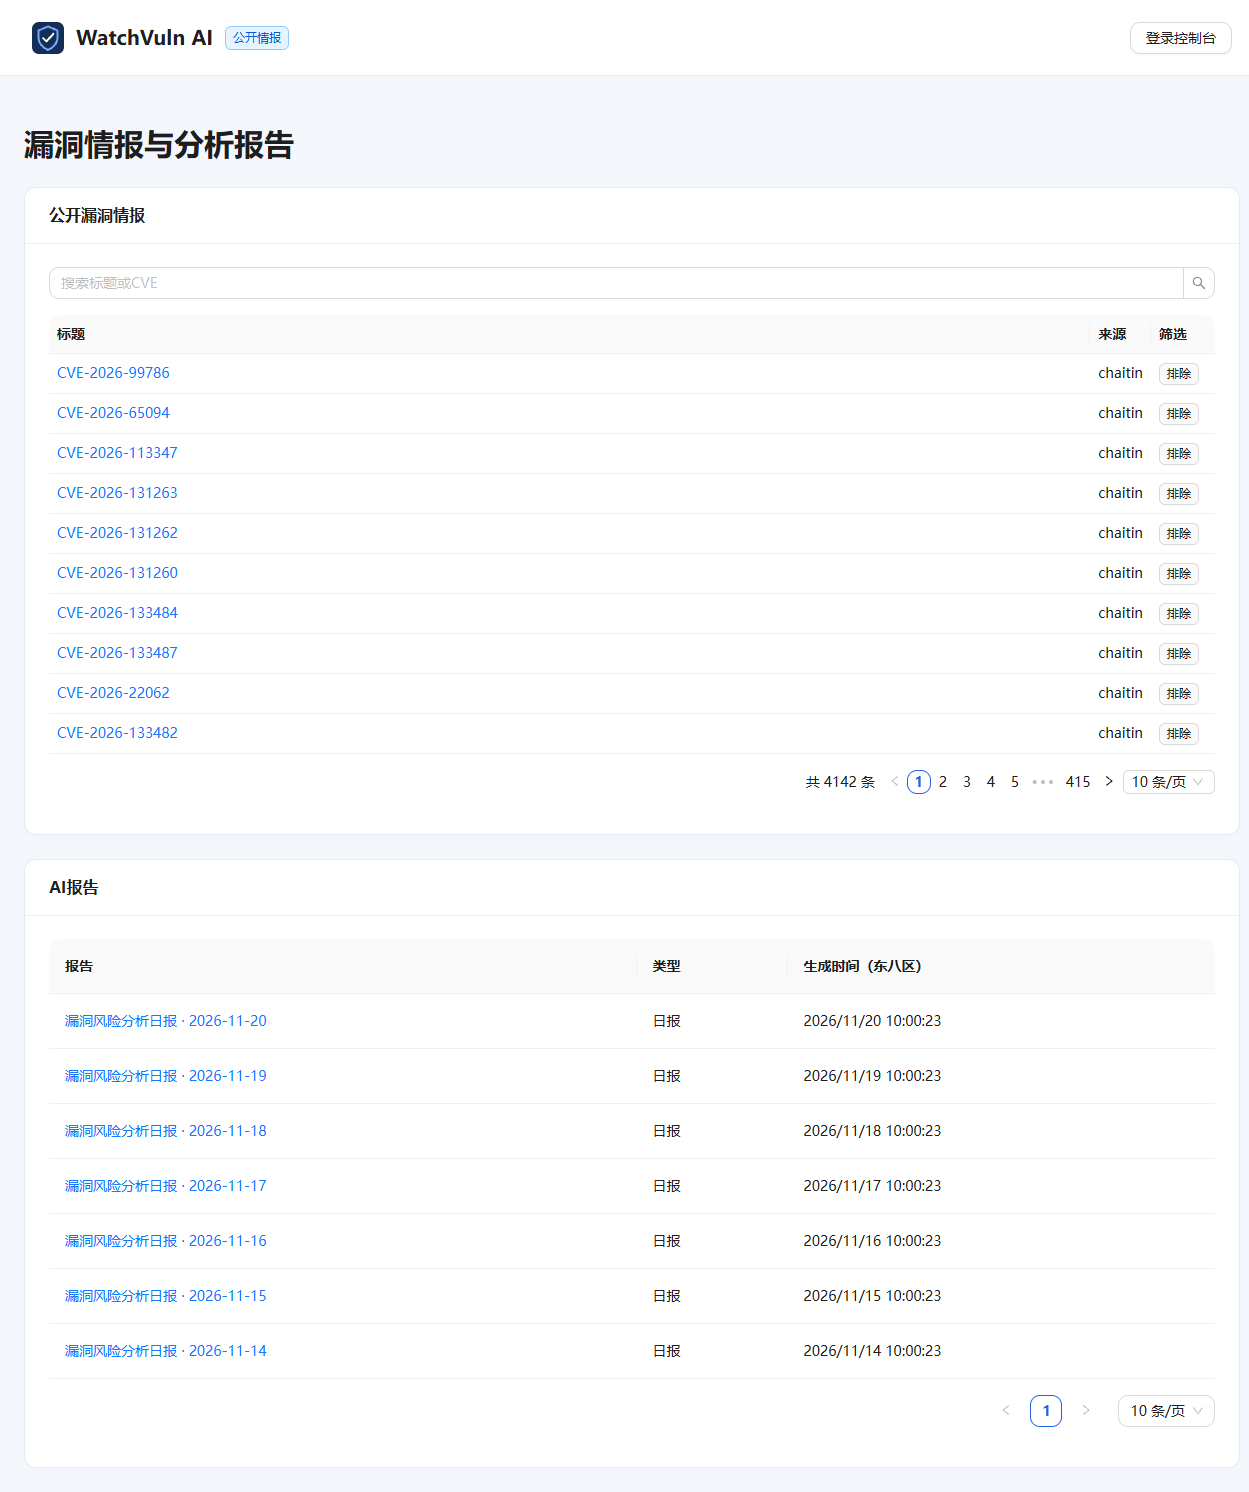 WatchVuln AI 公开情报 登录控制台
漏洞情报与分析报告
公开漏洞情报
搜索标题或CVE
标题 来源 筛选
CVE-2026-99786 chaitin 排除
CVE-2026-65094 chaitin 排除
CVE-2026-113347 chaitin 排除
CVE-2026-131263 chaitin 排除
CVE-2026-131262 chaitin 排除
CVE-2026-131260 chaitin 排除
CVE-2026-133484 chaitin 排除
CVE-2026-133487 chaitin 排除
CVE-2026-22062 chaitin 排除
CVE-2026-133482 chaitin 排除
共 4142 条 < 1 2 3 4 5 ••• 415 > 10 条/页
AI报告
报告 类型 生成时间（东八区）
漏洞风险分析日报 · 2026-11-20 日报 2026/11/20 10:00:23
漏洞风险分析日报 · 2026-11-19 日报 2026/11/19 10:00:23
漏洞风险分析日报 · 2026-11-18 日报 2026/11/18 10:00:23
漏洞风险分析日报 · 2026-11-17 日报 2026/11/17 10:00:23
漏洞风险分析日报 · 2026-11-16 日报 2026/11/16 10:00:23
漏洞风险分析日报 · 2026-11-15 日报 2026/11/15 10:00:23
漏洞风险分析日报 · 2026-11-14 日报 2026/11/14 10:00:23
< 1 > 10 条/页